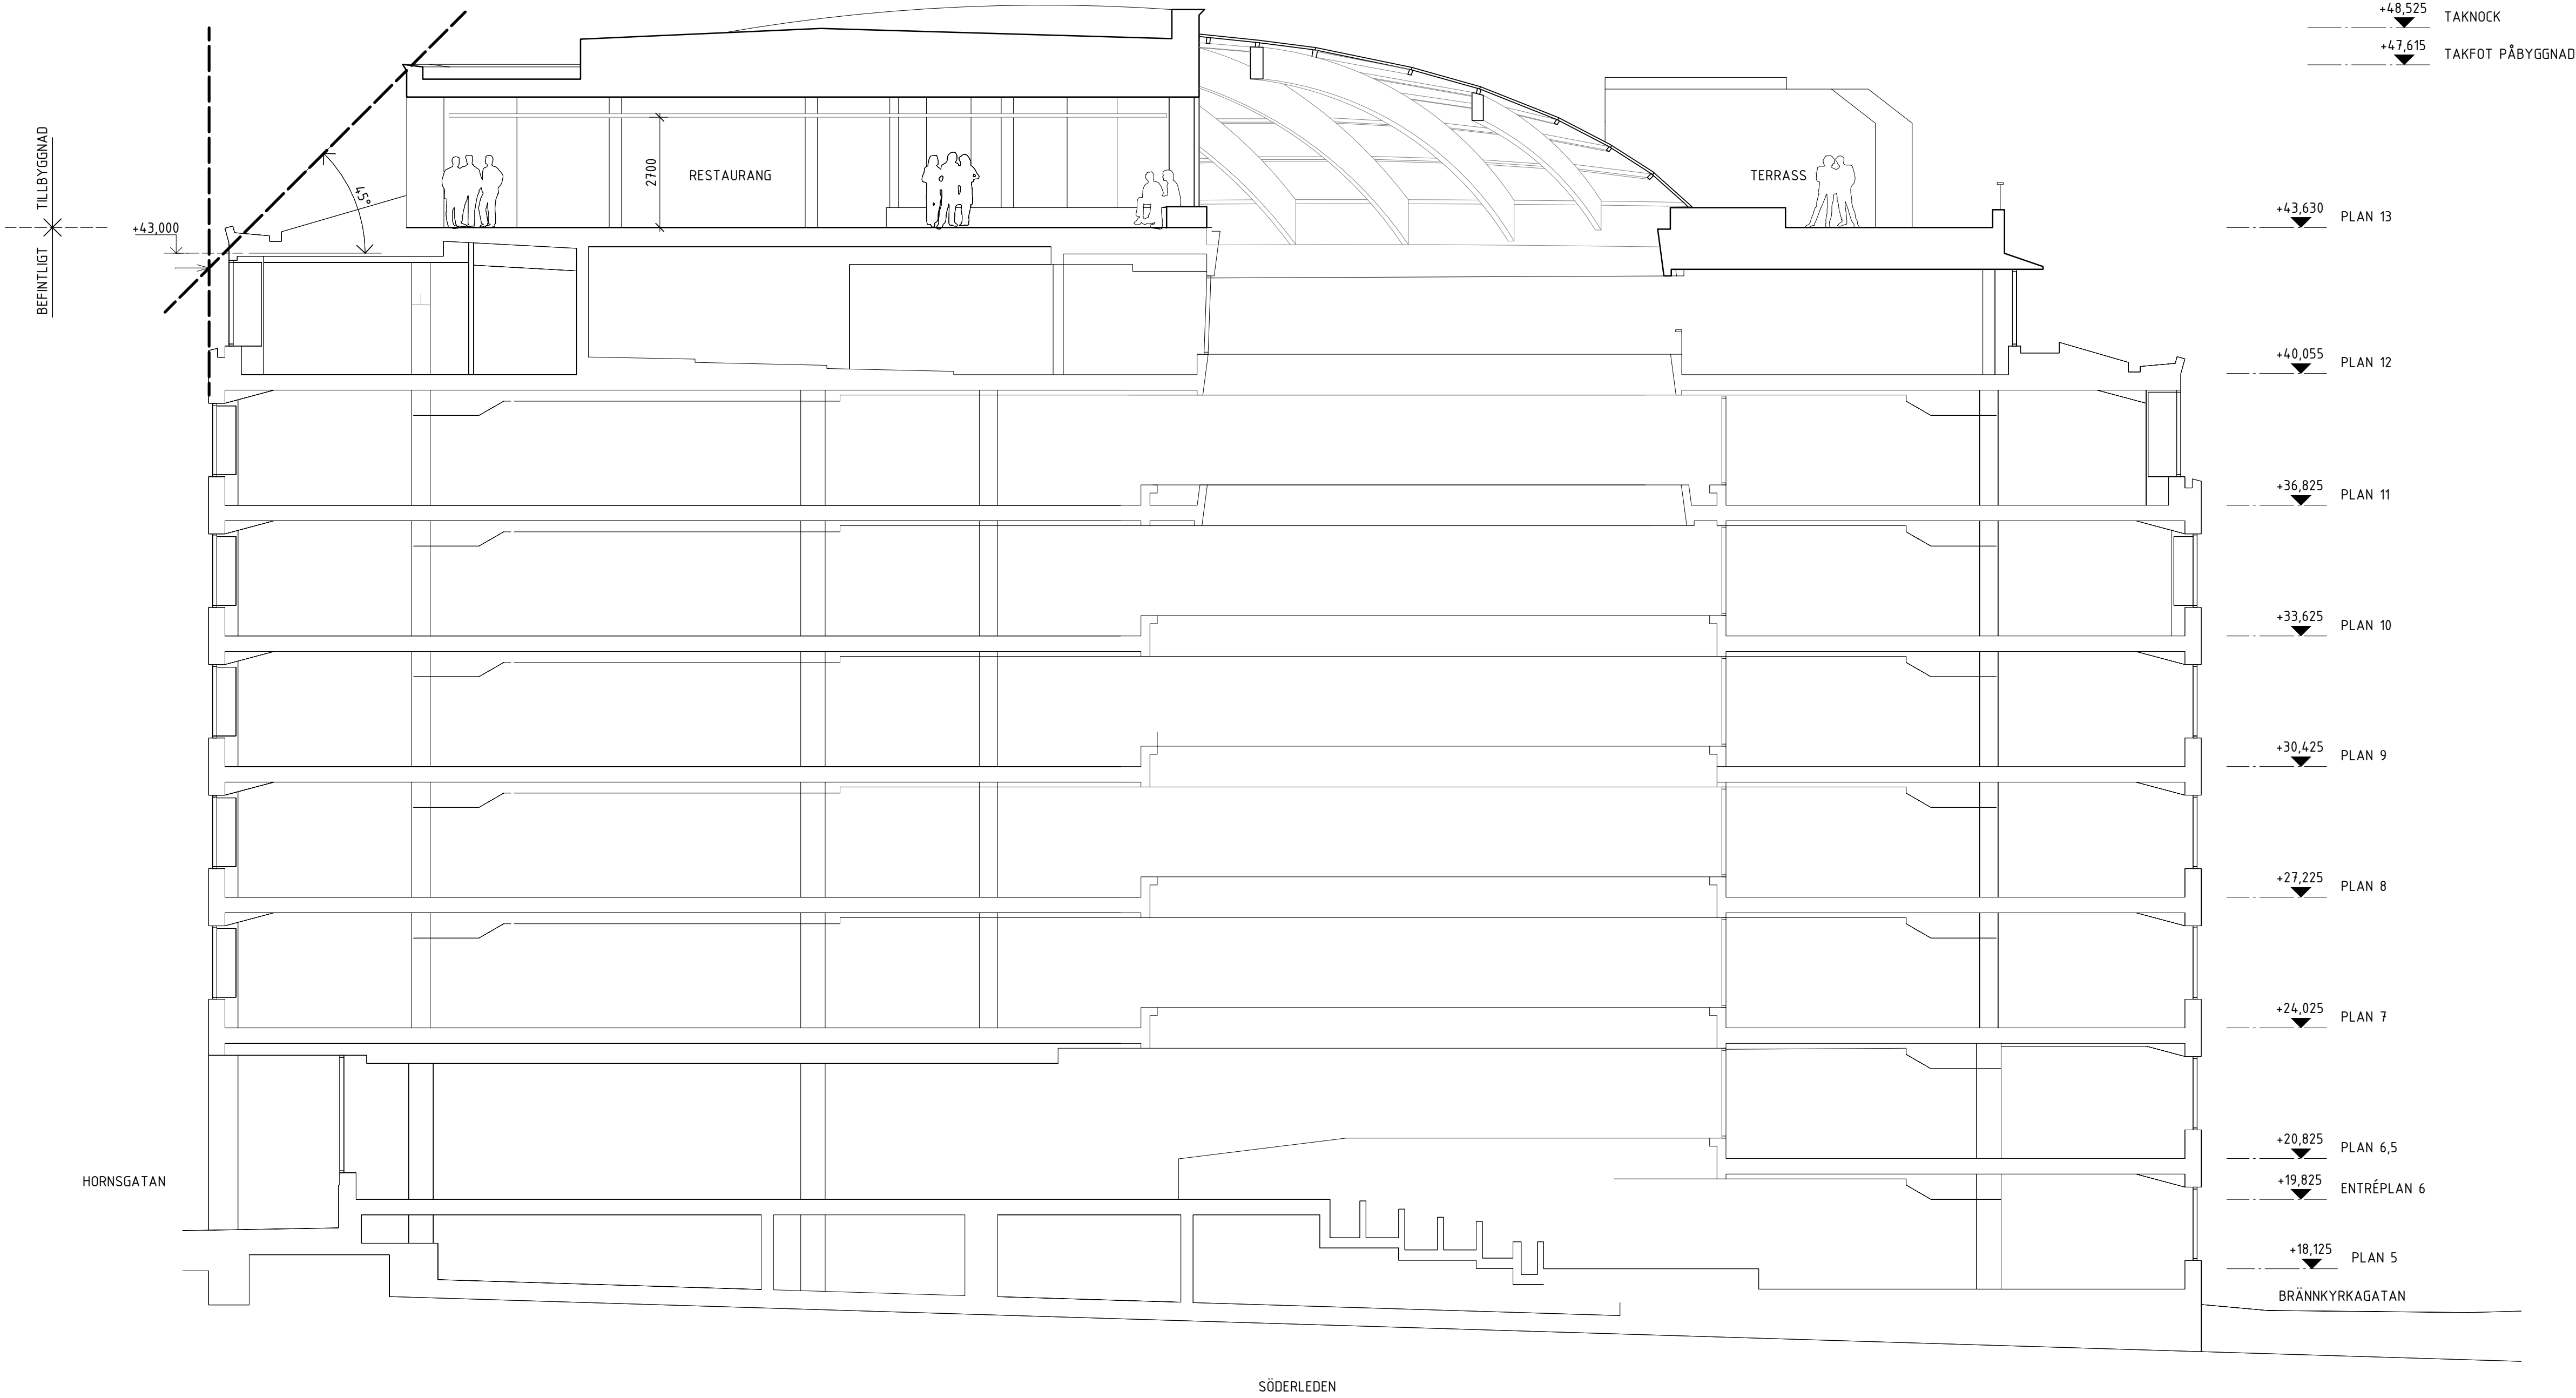 +48,525 TAKNOCK
+47,615 TAKFOT PÅBYGGNAD
TILLBYGGNAD
BEFINTLIGT
+43,000
45°
2700
RESTAURANG
TERRASS
+43,630 PLAN 13
+40,055 PLAN 12
+36,825 PLAN 11
+33,625 PLAN 10
+30,425 PLAN 9
+27,225 PLAN 8
+24,025 PLAN 7
+20,825 PLAN 6,5
HORNSGATAN
+19,825 ENTRÉPLAN 6
+18,125 PLAN 5
BRÄNNKYRKAGATAN
SÖDERLEDEN